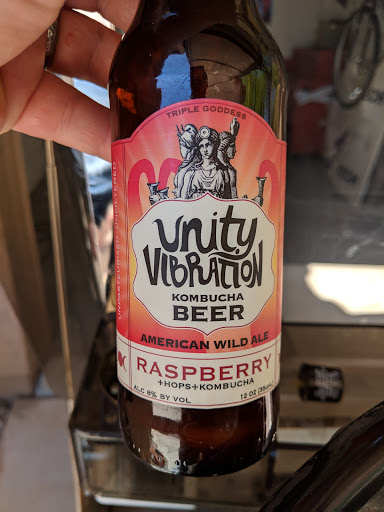 TRIPLE GODDESS
unity
VIBRATION
KOMBUCHA
BEER
AMERICAN WILD ALE
RASPBERRY
+HOPS+KOMBUCHA
ALC 8% BY VOL
12 OZ